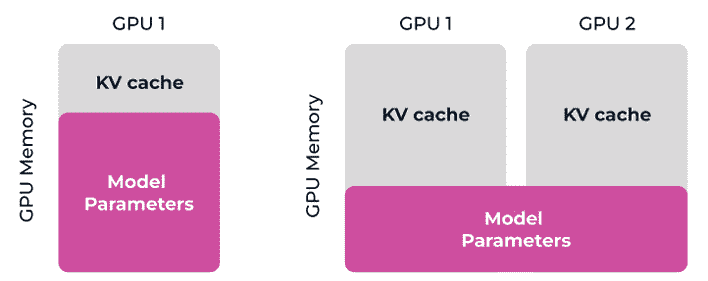 GPU 1
GPU Memory
KV cache
Model
Parameters
GPU 1
GPU 2
GPU Memory
KV cache
KV cache
Model
Parameters